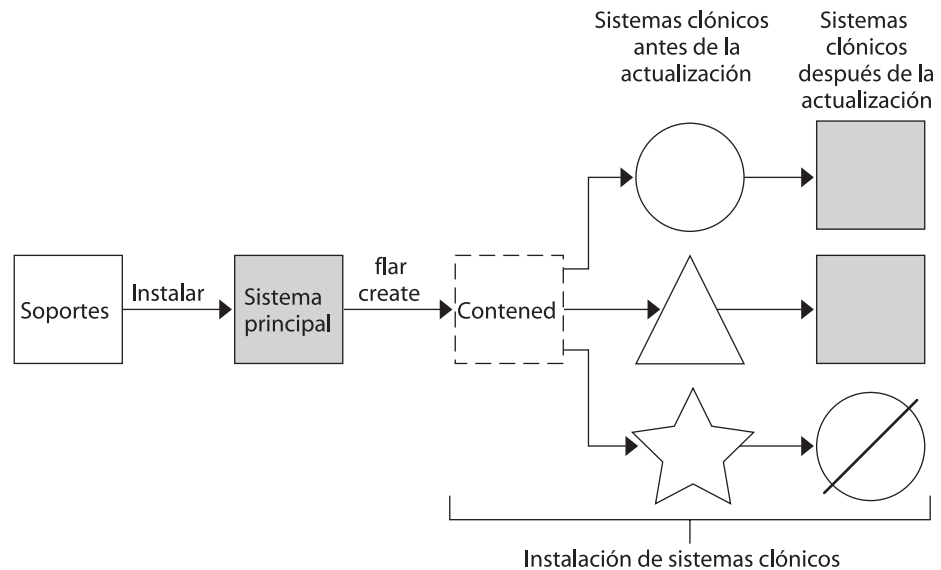 Sistemas clónicos
antes de la
actualización
Sistemas
clónicos
después de la
actualización
Soportes
Instalar
Sistema
principal
flar
create
Contened
Instalación de sistemas clónicos